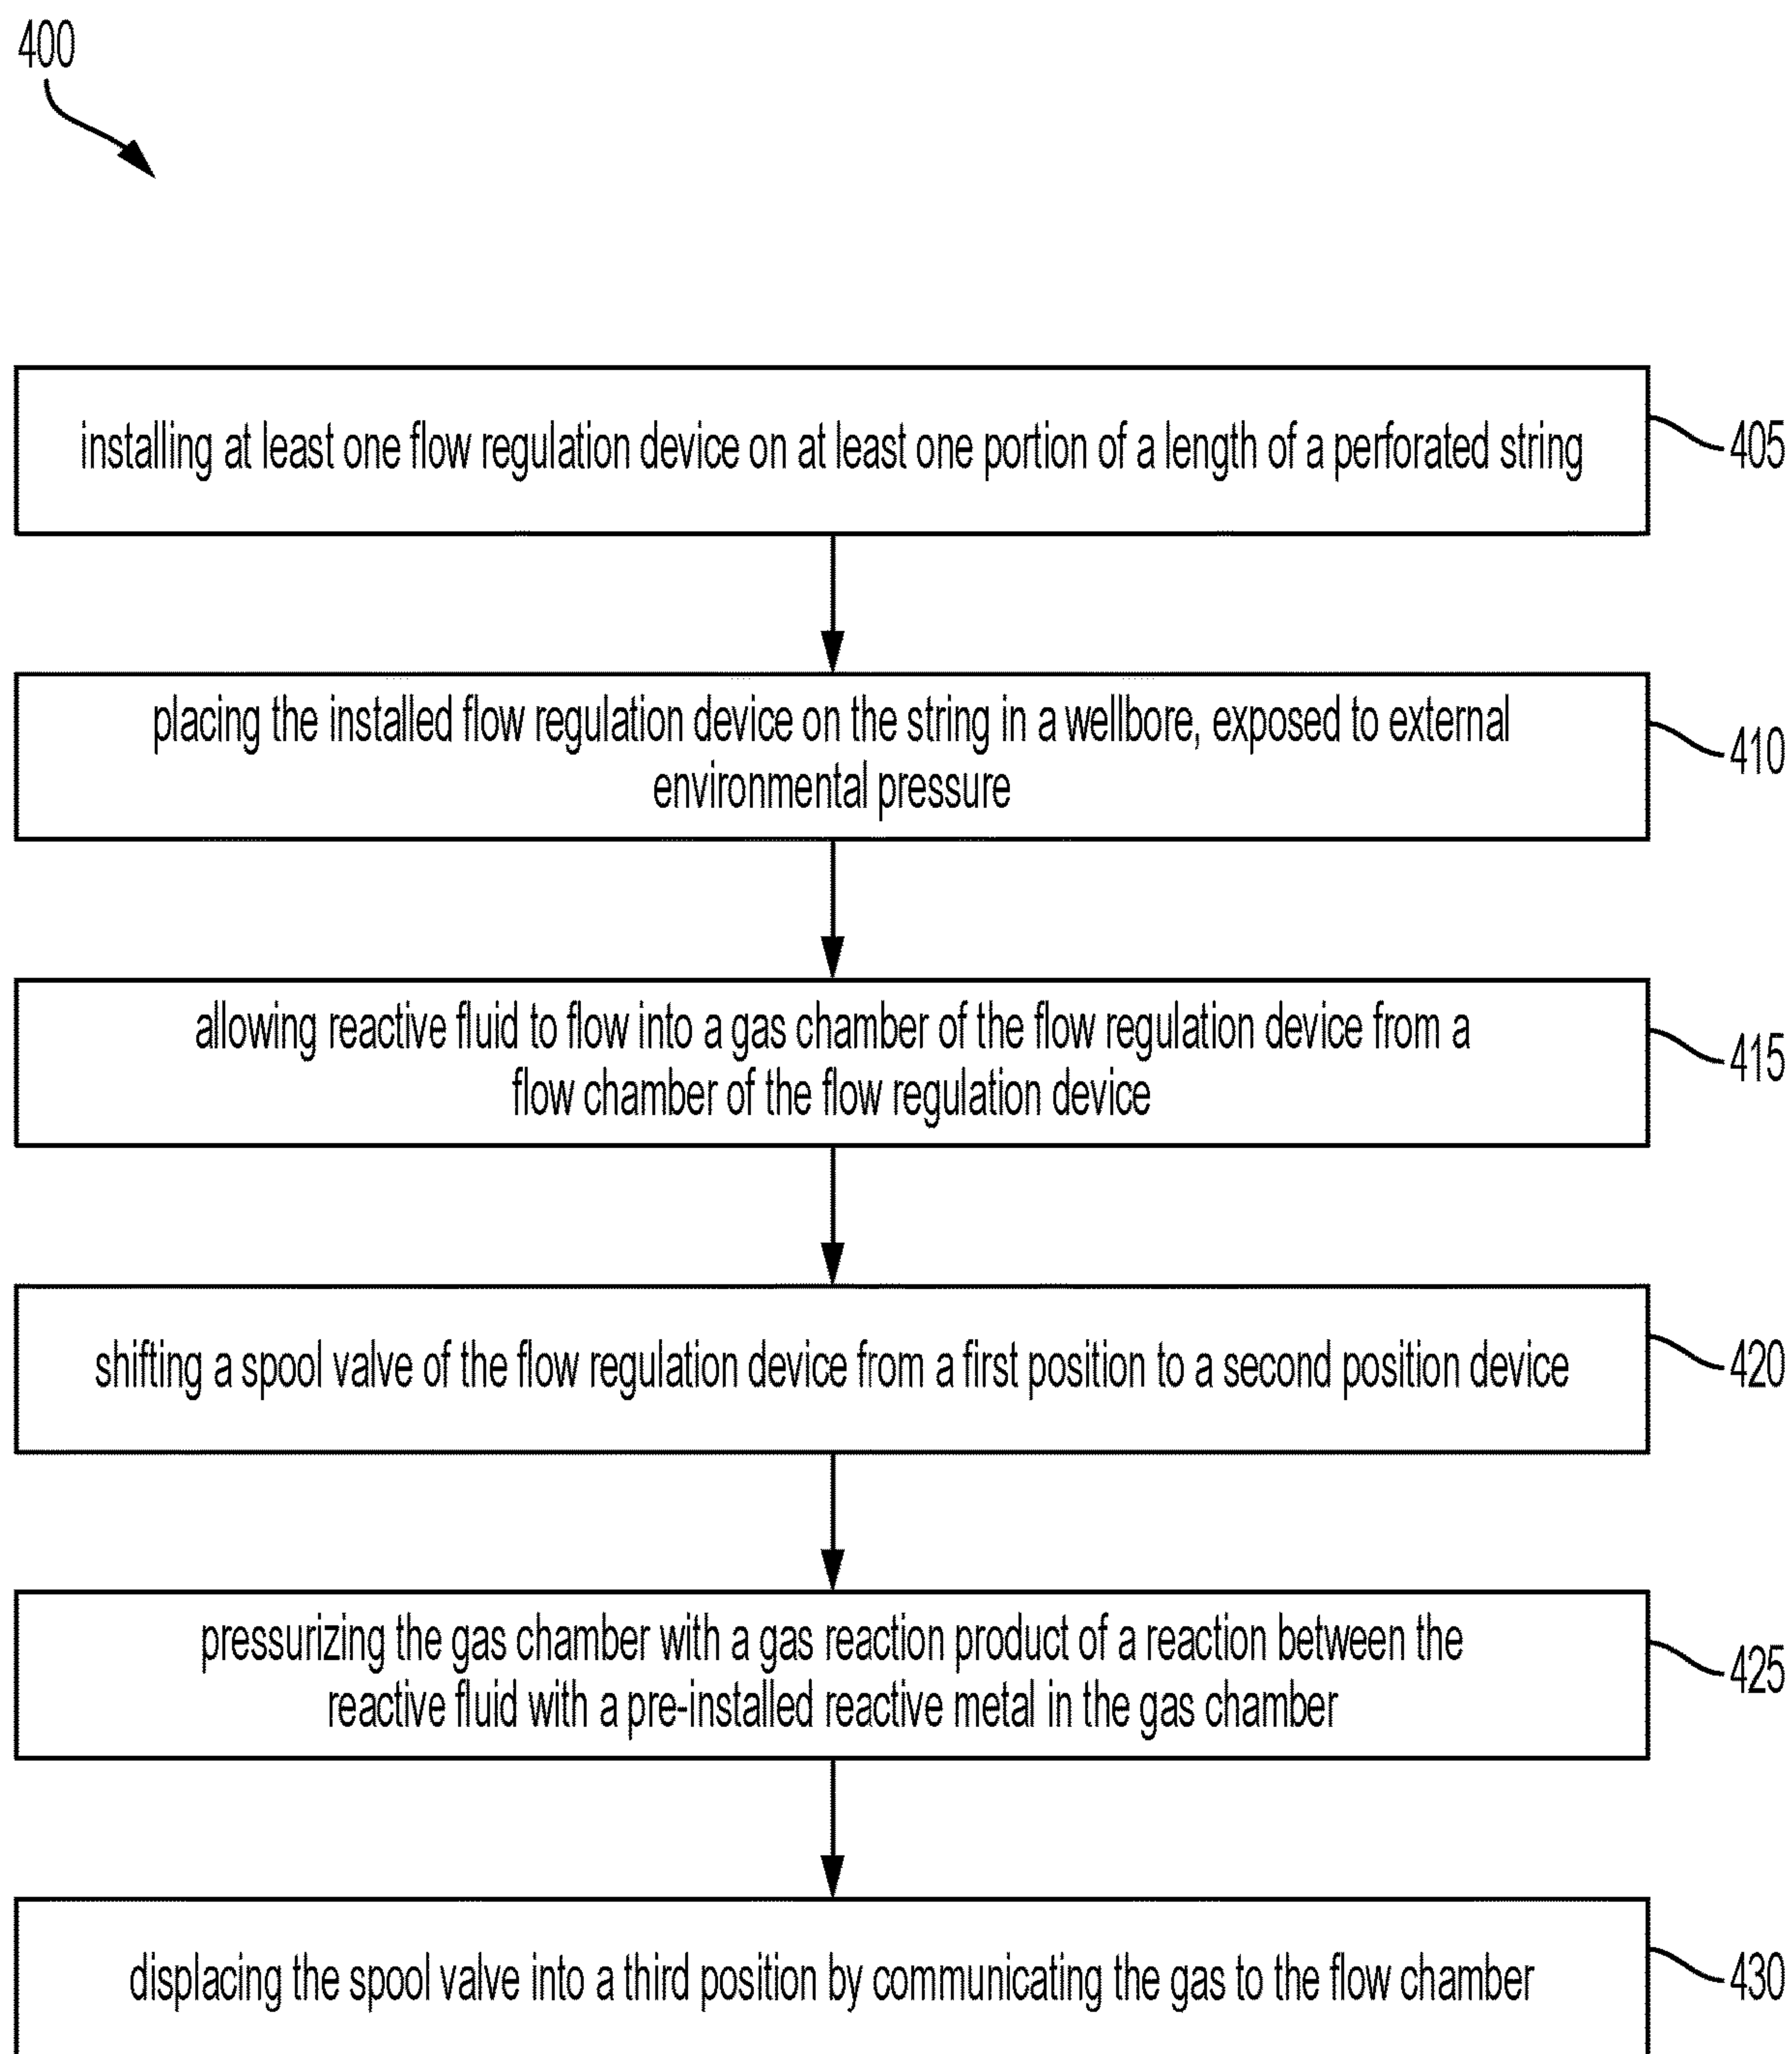 400
installing at least one flow regulation device on at least one portion of a length of a perforated string
405
placing the installed flow regulation device on the string in a wellbore, exposed to external
environmental pressure
410
allowing reactive fluid to flow into a gas chamber of the flow regulation device from a
flow chamber of the flow regulation device
415
shifting a spool valve of the flow regulation device from a first position to a second position device
420
pressurizing the gas chamber with a gas reaction product of a reaction between the
reactive fluid with a pre-installed reactive metal in the gas chamber
425
displacing the spool valve into a third position by communicating the gas to the flow chamber
430